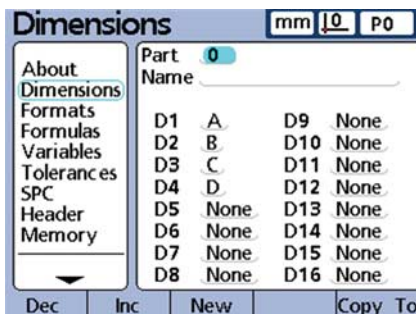 Dimensions mm 0 P0
About
Dimensions
Formats
Formulas
Variables
Tolerances
SPC
Header
Memory
Part 0
Name
D1 A D9 None
D2 B D10 None
D3 C D11 None
D4 D D12 None
D5 None D13 None
D6 None D14 None
D7 None D15 None
D8 None D16 None
Dec Inc New Copy To